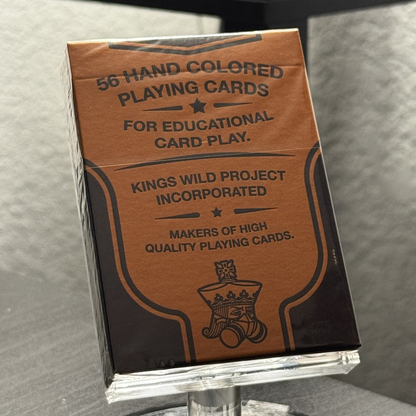 56 HAND COLORED
PLAYING CARDS
FOR EDUCATIONAL
CARD PLAY.
KINGS WILD PROJECT
INCORPORATED
MAKERS OF HIGH
QUALITY PLAYING CARDS.